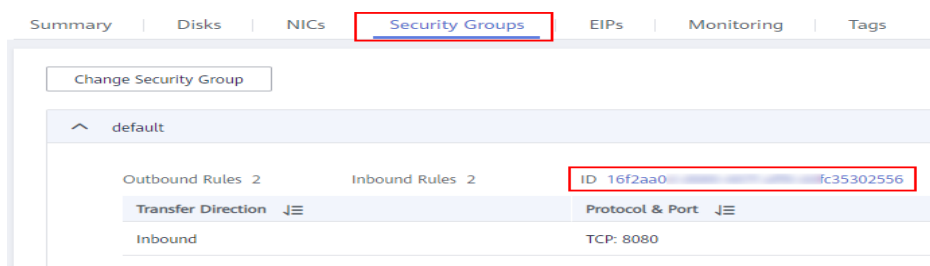 Summary Disks NICs Security Groups EIPs Monitoring Tags
Change Security Group
default
Outbound Rules 2 Inbound Rules 2 ID 16f2aa0 fc35302556
Transfer Direction Protocol & Port
Inbound TCP: 8080